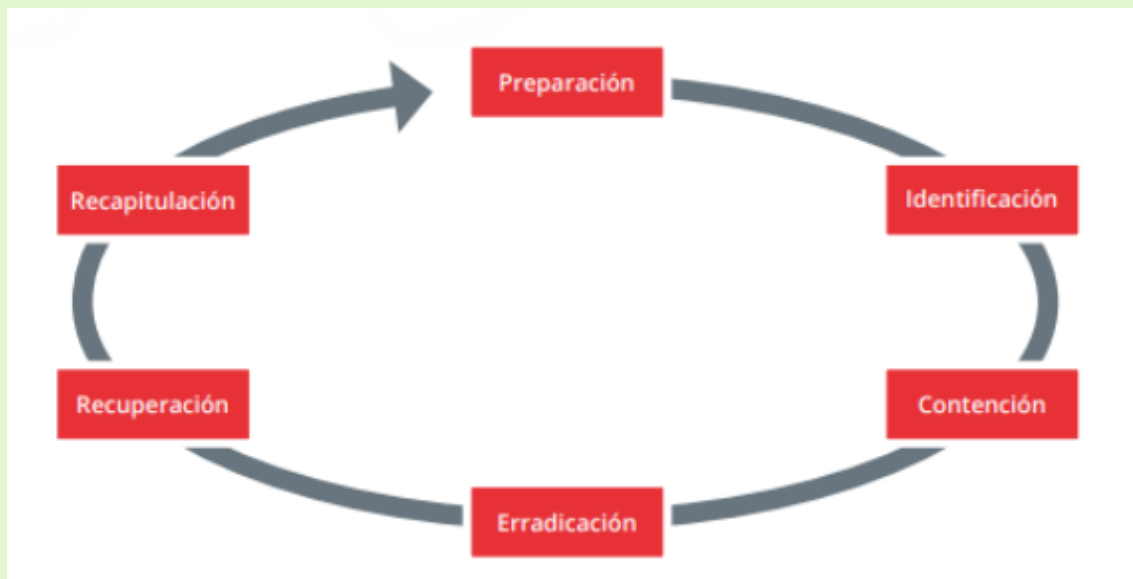 Preparación
Identificación
Contención
Erradicación
Recuperación
Recapitulación